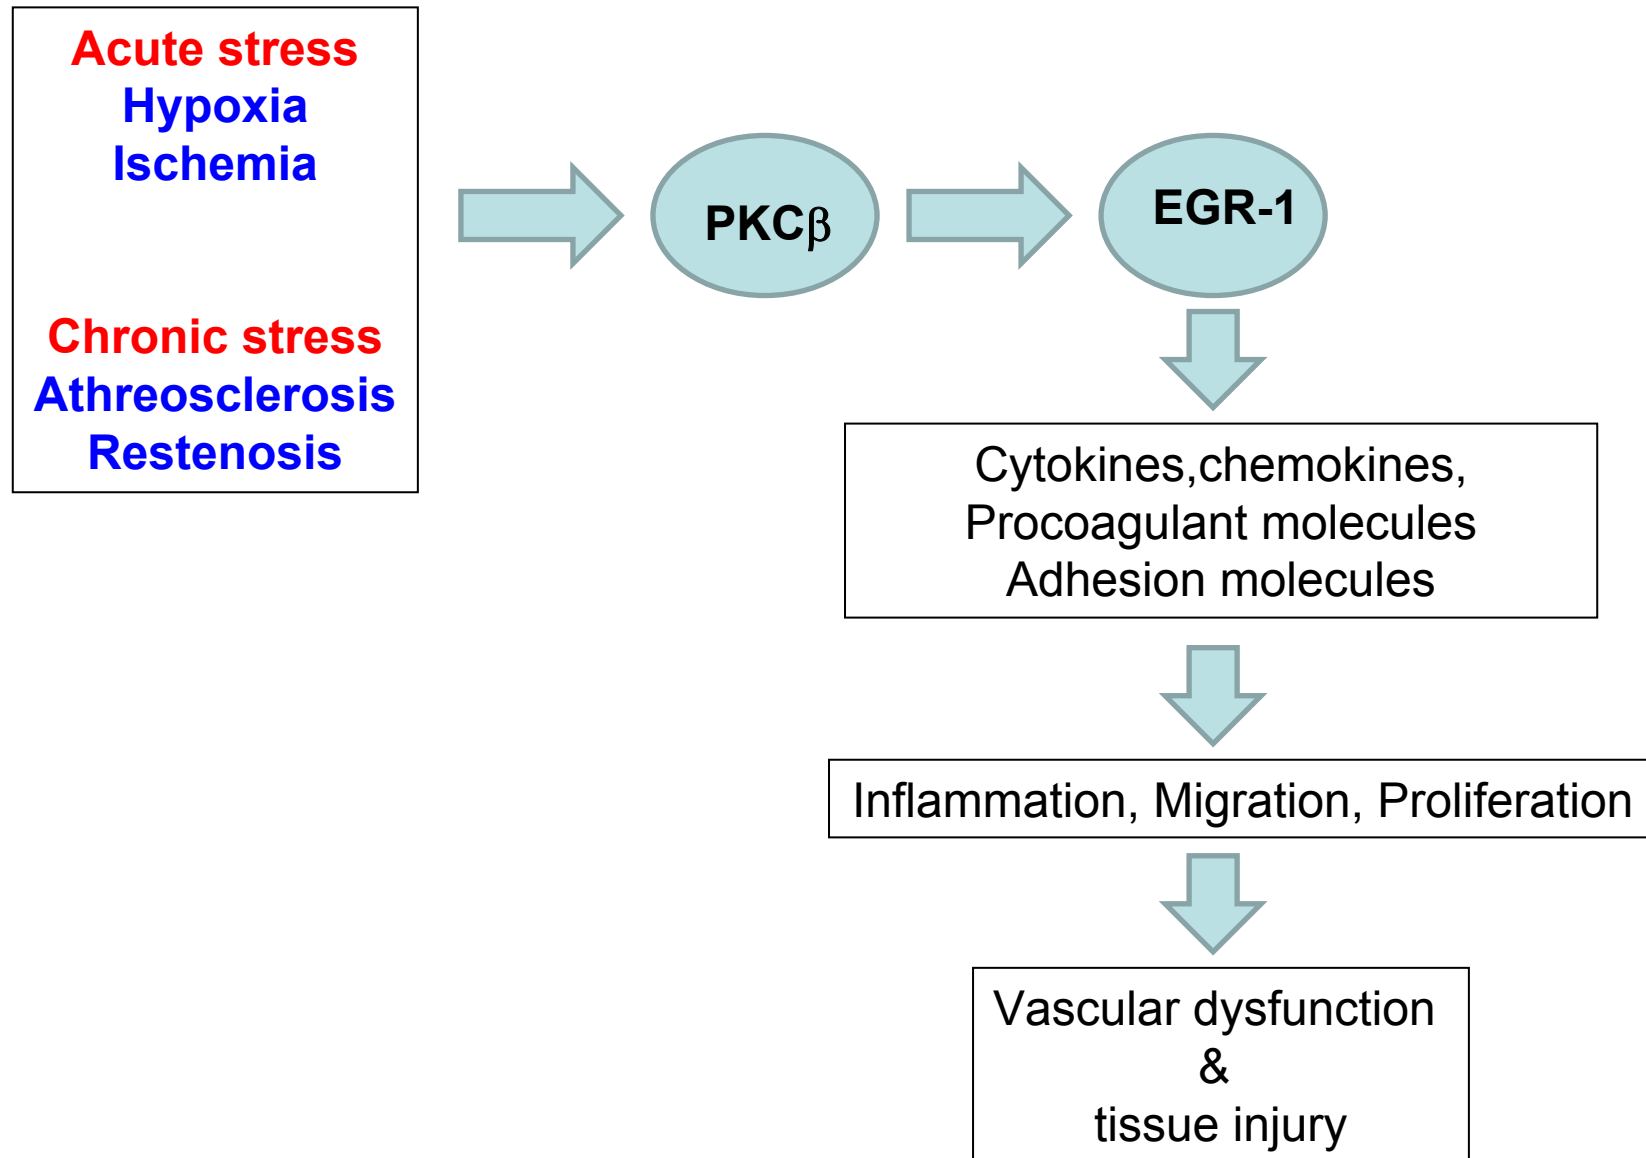 Acute stress
Hypoxia
Ischemia
Chronic stress
Athreosclerosis
Restenosis
PKCβ
EGR-1
Cytokines,chemokines,
Procoagulant molecules
Adhesion molecules
Inflammation, Migration, Proliferation
Vascular dysfunction
&
tissue injury